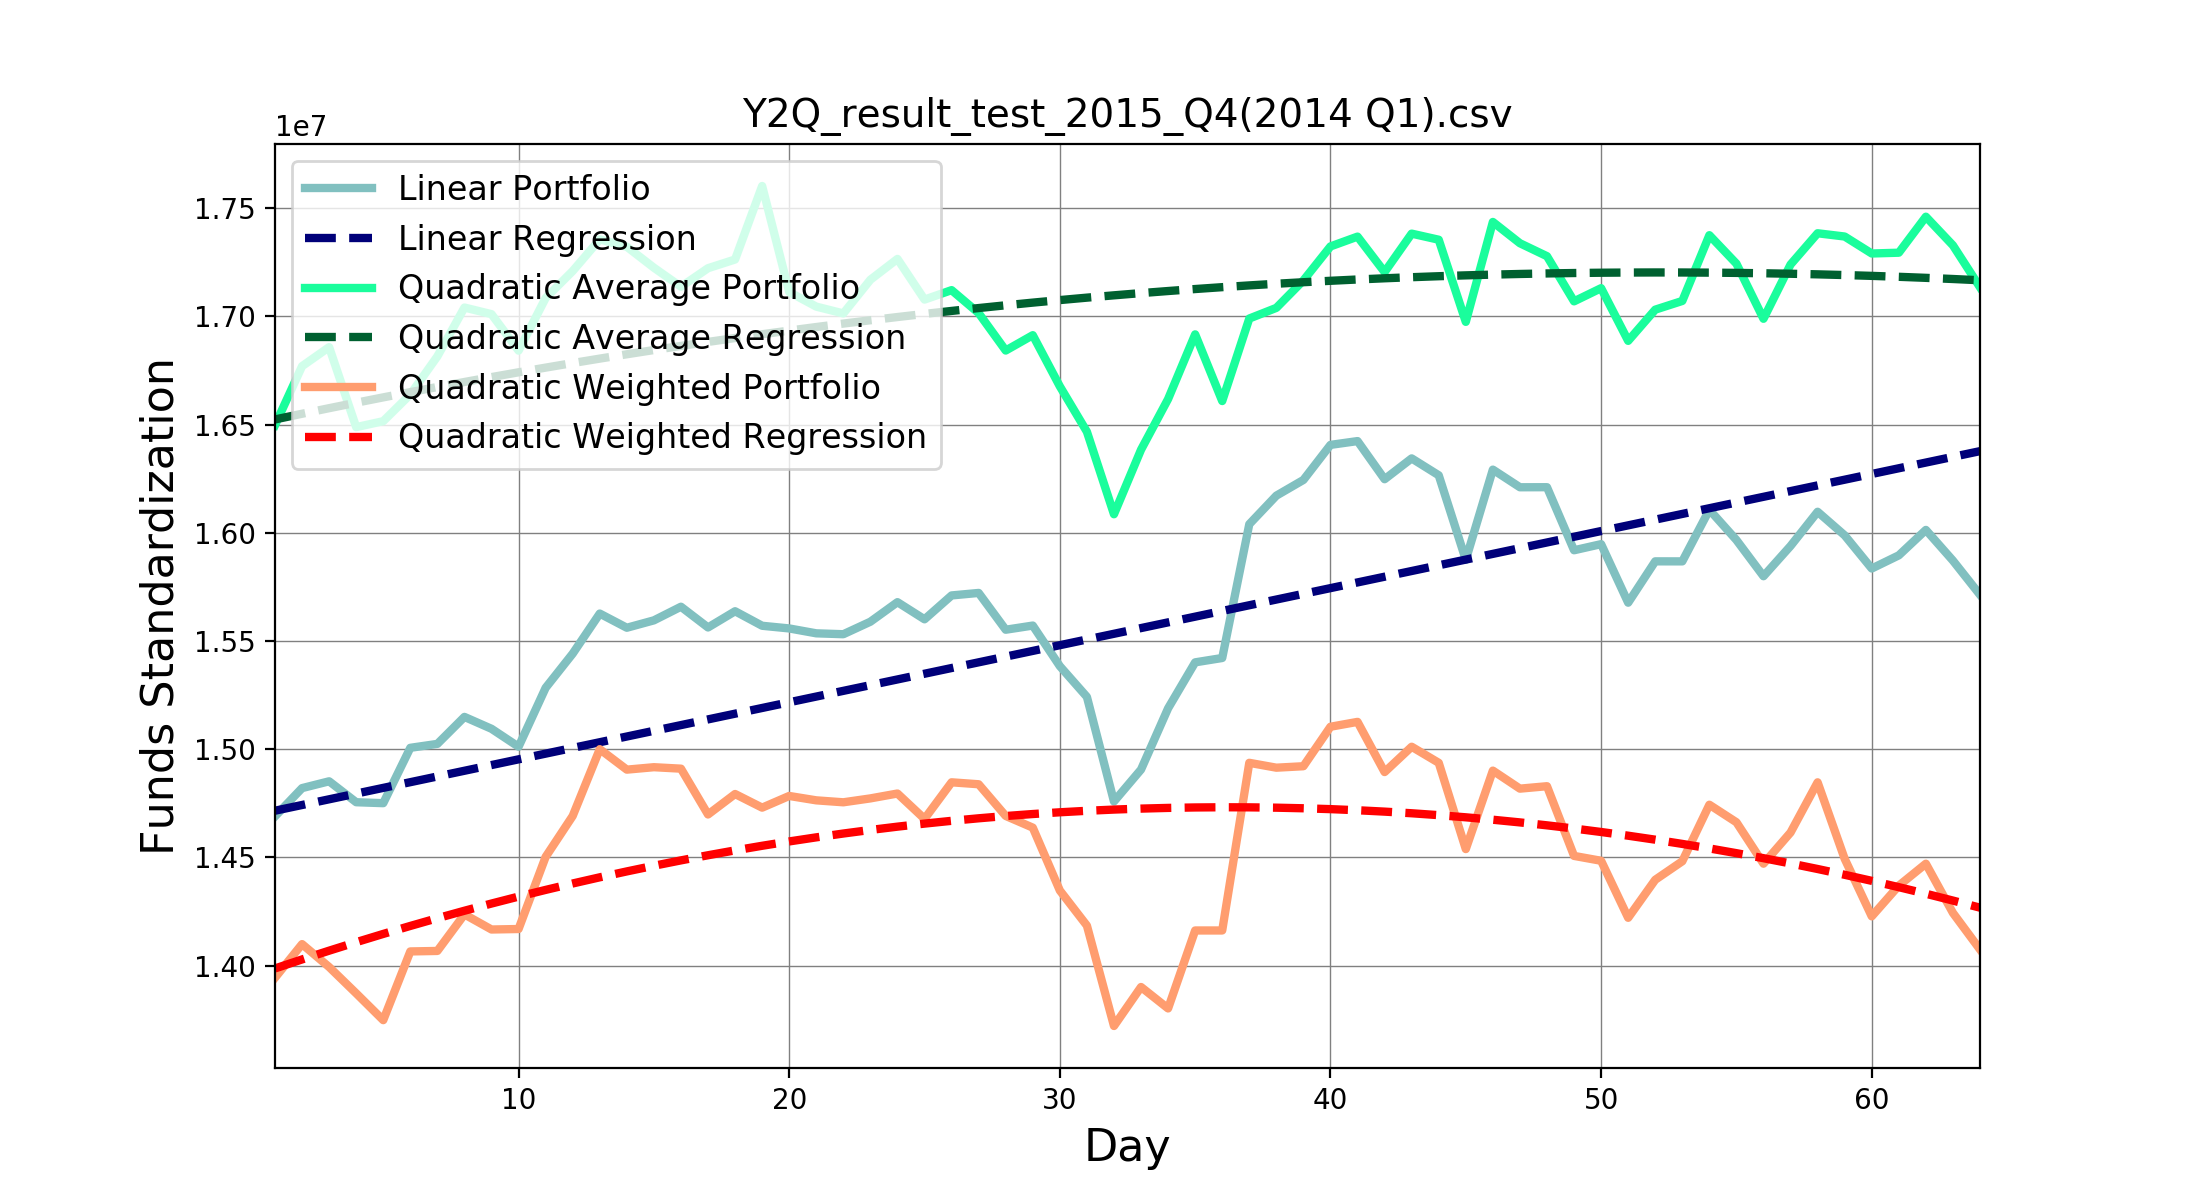 Y2Q_result_test_2015_Q4(2014 Q1).csv
1e7
Linear Portfolio
Linear Regression
Quadratic Average Portfolio
Quadratic Average Regression
Quadratic Weighted Portfolio
Quadratic Weighted Regression
Funds Standardization
1.75
1.70
1.65
1.60
1.55
1.50
1.45
1.40
10 20 30 40 50 60
Day